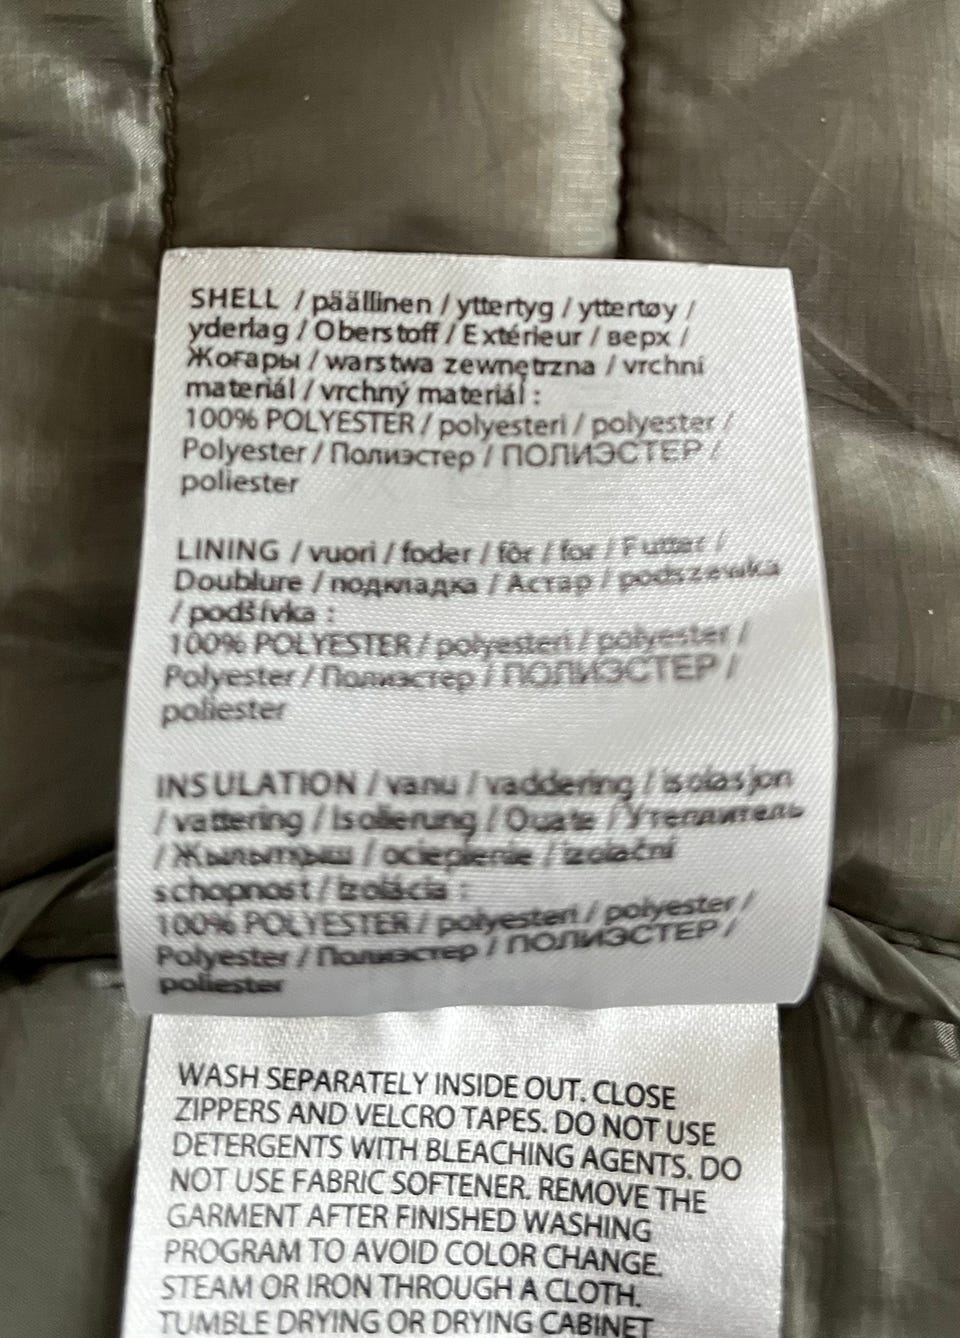 SHELL / päällinen / yttertyg / yttertøy /
yderlag / Oberstoff / Extérieur / верх /
Жоғары / warstwa zewnętrzna / vrchní
materiál / vrchný materiál :
100% POLYESTER / polyesteri / polyester /
Polyester / Полиэстер / ПОЛИЭСТЕР /
poliester
LINING / vuori / foder / fôr / for / Futter /
Doublure / подкладка / Астар / podszewka
/ podšívka :
100% POLYESTER / polyesteri / polyester /
Polyester / Полиэстер / ПОЛИЭСТЕР /
poliester
INSULATION / vanu / vaddering / isolasjon
/ vattering / Isolierung / Ouate / Утеплитель
/ Жылытқыш / ocieplenie / izolační
schopnost / Izolácia :
100% POLYESTER / polyesteri / polyester /
Polyester / Полиэстер / ПОЛИЭСТЕР /
poliester
WASH SEPARATELY INSIDE OUT. CLOSE
ZIPPERS AND VELCRO TAPES. DO NOT USE
DETERGENTS WITH BLEACHING AGENTS. DO
NOT USE FABRIC SOFTENER. REMOVE THE
GARMENT AFTER FINISHED WASHING
PROGRAM TO AVOID COLOR CHANGE.
STEAM OR IRON THROUGH A CLOTH.
TUMBLE DRYING OR DRYING CABINET